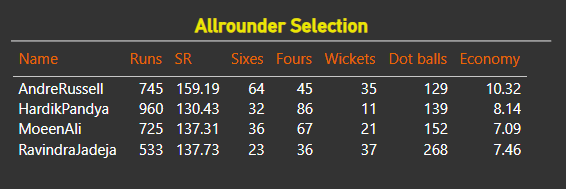 Allrounder Selection
Name Runs SR Sixes Fours Wickets Dot balls Economy
AndreRussell 745 159.19 64 45 35 129 10.32
HardikPandya 960 130.43 32 86 11 139 8.14
MoeenAli 725 137.31 36 67 21 152 7.09
RavindraJadeja 533 137.73 23 36 37 268 7.46